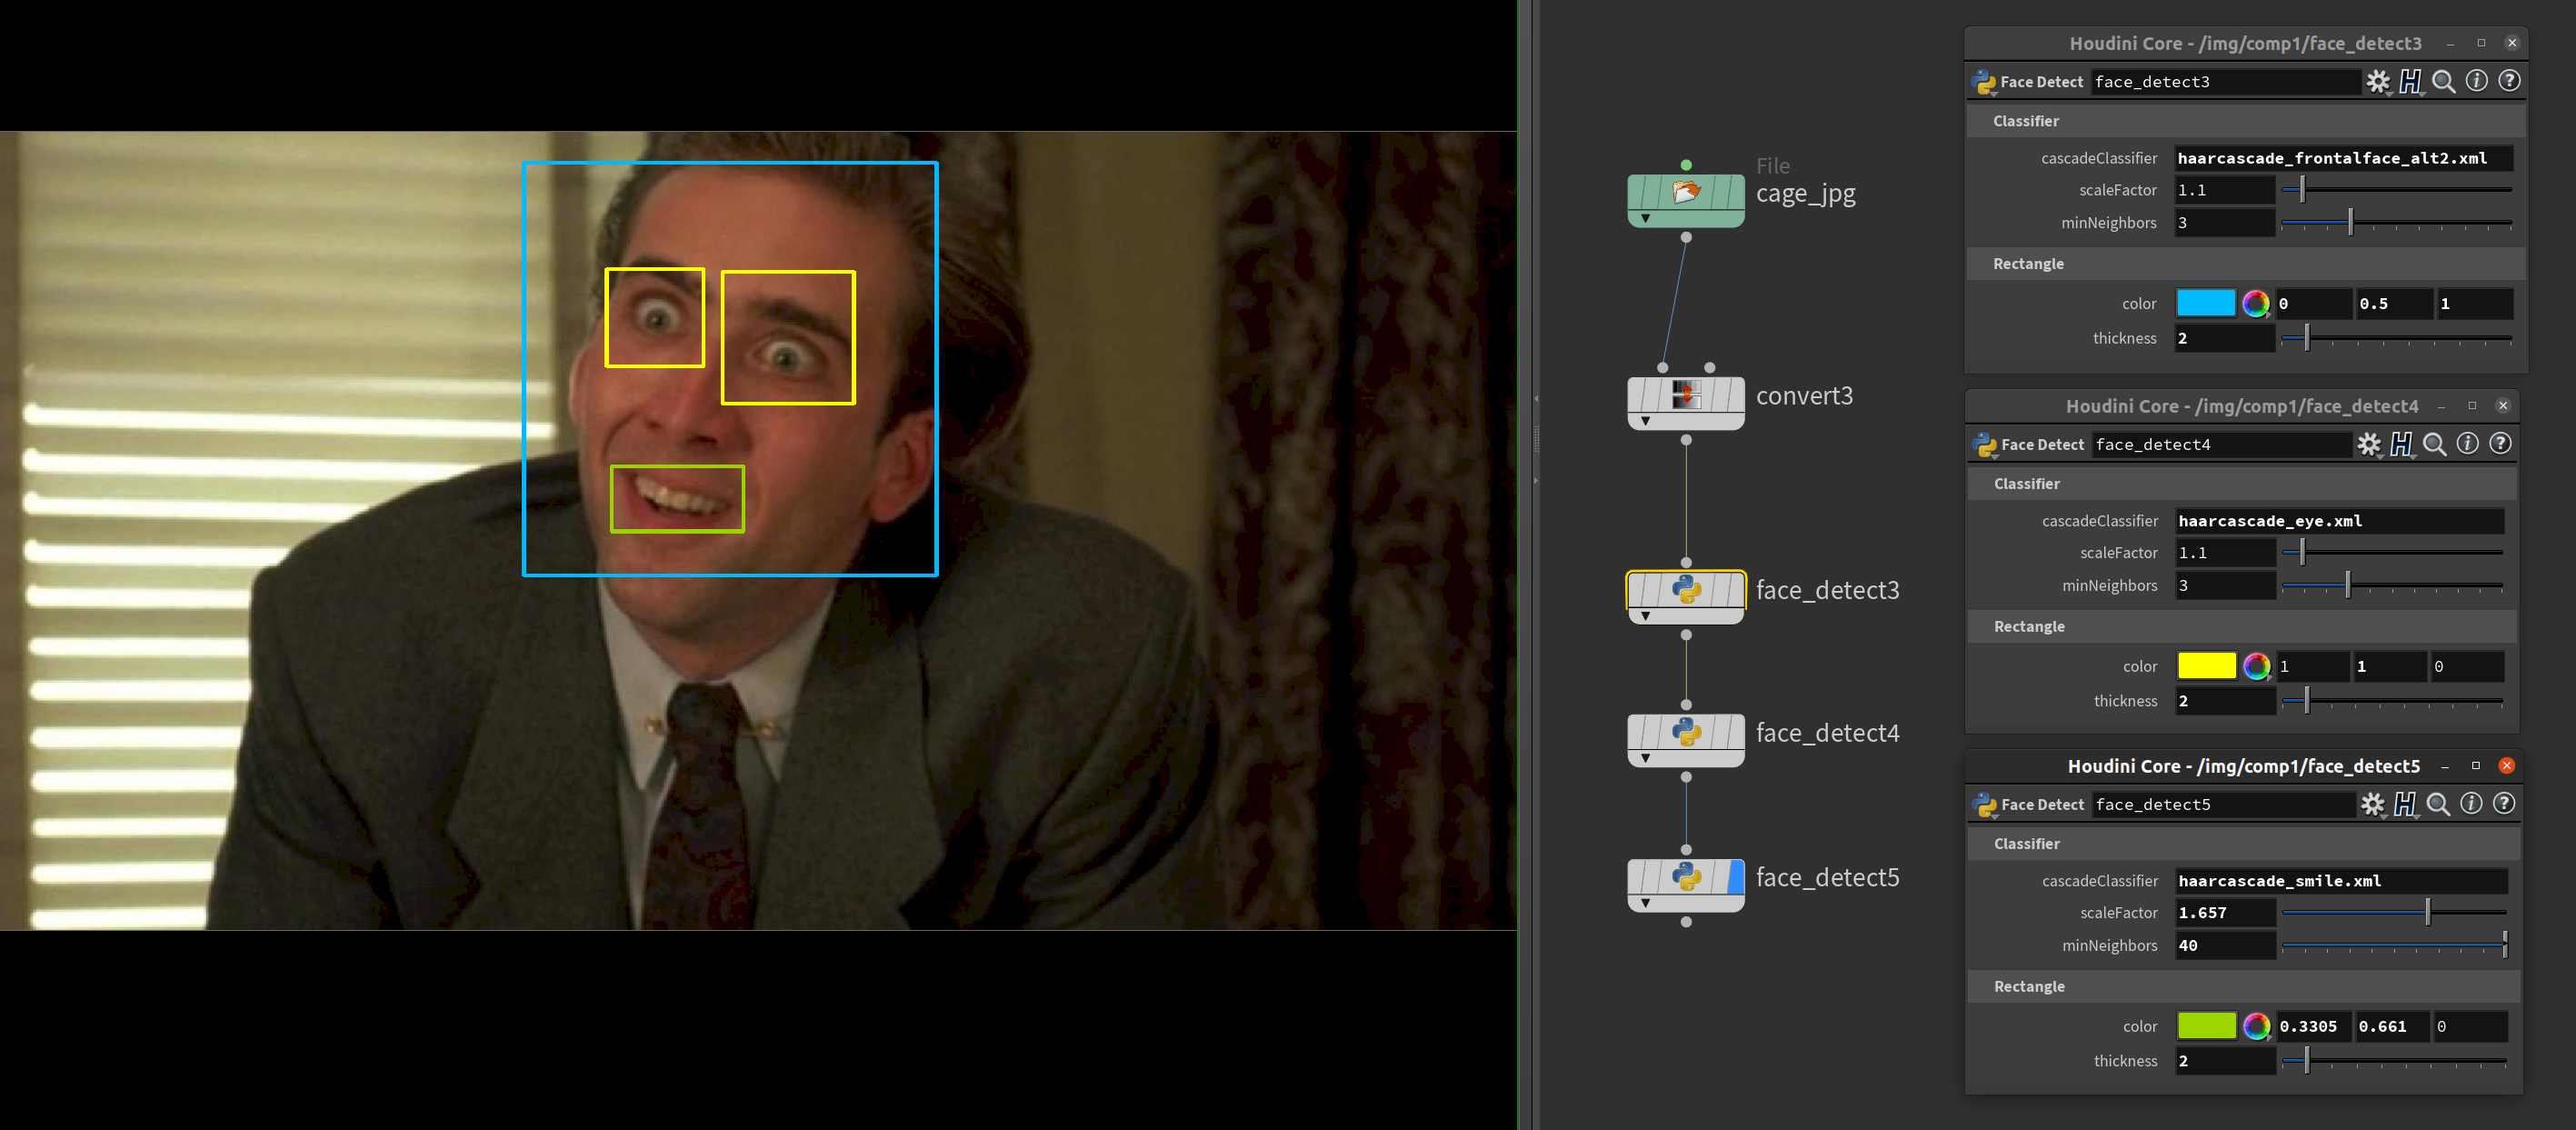 File
cage_jpg
convert3
face_detect3
face_detect4
face_detect5
Houdini Core - /img/comp1/face_detect3
Face Detect face_detect3
Classifier
cascadeClassifier haarcascade_frontalface_alt2.xml
scaleFactor 1.1
minNeighbors 3
Rectangle
color 0 0.5 1
thickness 2
Houdini Core - /img/comp1/face_detect4
Face Detect face_detect4
Classifier
cascadeClassifier haarcascade_eye.xml
scaleFactor 1.1
minNeighbors 3
Rectangle
color 1 1 0
thickness 2
Houdini Core - /img/comp1/face_detect5
Face Detect face_detect5
Classifier
cascadeClassifier haarcascade_smile.xml
scaleFactor 1.657
minNeighbors 40
Rectangle
color 0.3305 0.661 0
thickness 2